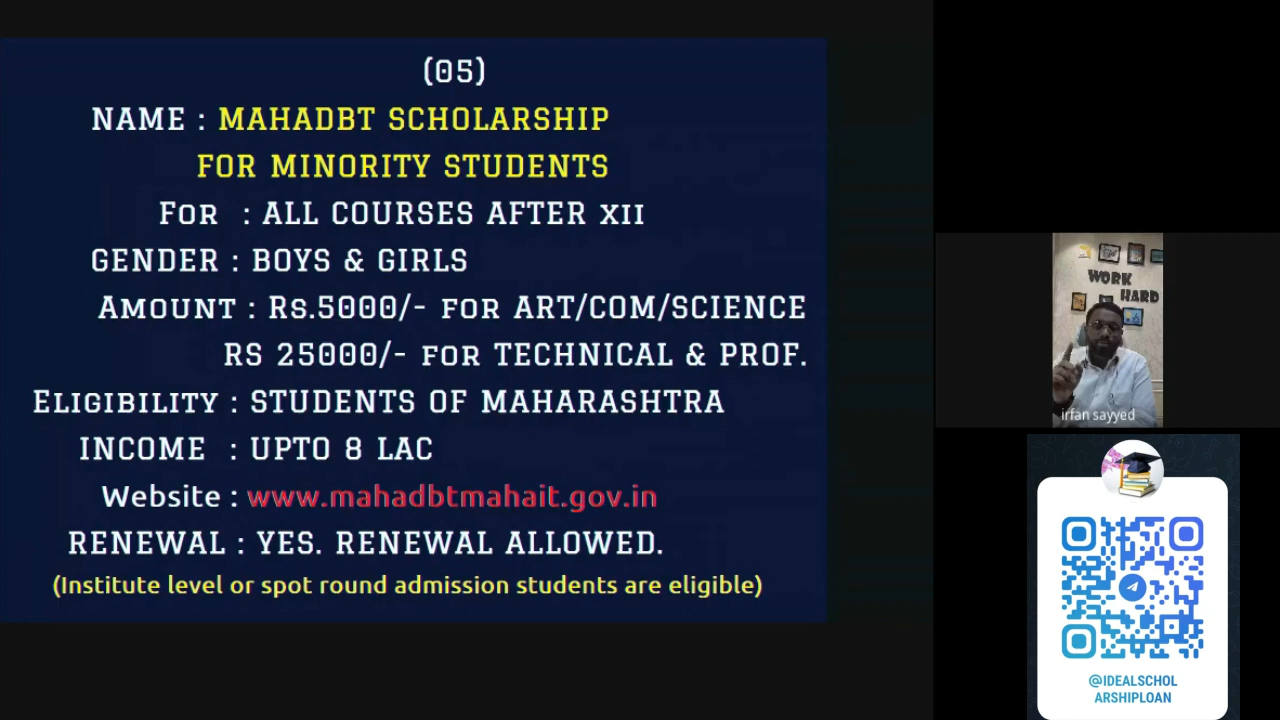 (05)
NAME : MAHADBT SCHOLARSHIP
FOR MINORITY STUDENTS
FOR : ALL COURSES AFTER XII
GENDER : BOYS & GIRLS
AMOUNT : RS.5000/- FOR ART/COM/SCIENCE
RS 25000/- FOR TECHNICAL & PROF.
ELIGIBILITY : STUDENTS OF MAHARASHTRA
INCOME : UPTO 8 LAC
Website : www.mahadbtmahait.gov.in
RENEWAL : YES. RENEWAL ALLOWED.
(Institute level or spot round admission students are eligible)
WORK
HARD
irfan sayyed
@IDEALSCHOL
ARSHIPLOAN